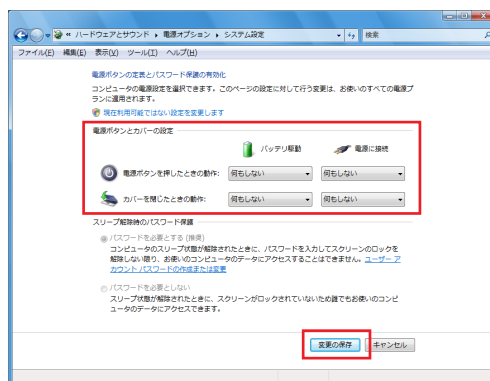 « ハードウェアとサウンド ▸ 電源オプション ▸ システム設定
検索
ファイル(F) 編集(E) 表示(V) ツール(T) ヘルプ(H)
電源ボタンの定義とパスワード保護の有効化
コンピュータの電源設定を選択できます。このページの設定に対して行う変更は、お使いのすべての電源プ
ランに適用されます。
現在利用可能ではない設定を変更します
電源ボタンとカバーの設定
バッテリ駆動 電源に接続
電源ボタンを押したときの動作: 何もしない 何もしない
カバーを閉じたときの動作: 何もしない 何もしない
スリープ解除時のパスワード保護
パスワードを必要とする (推奨)
コンピュータのスリープ状態が解除されたときに、パスワードを入力してスクリーンのロックを
解除しない限り、お使いのコンピュータのデータにアクセスすることはできません。ユーザー ア
カウント パスワードの作成または変更
パスワードを必要としない
スリープ状態が解除されたときに、スクリーンがロックされていないため誰でもお使いのコンピ
ュータのデータにアクセスできます。
変更の保存 キャンセル